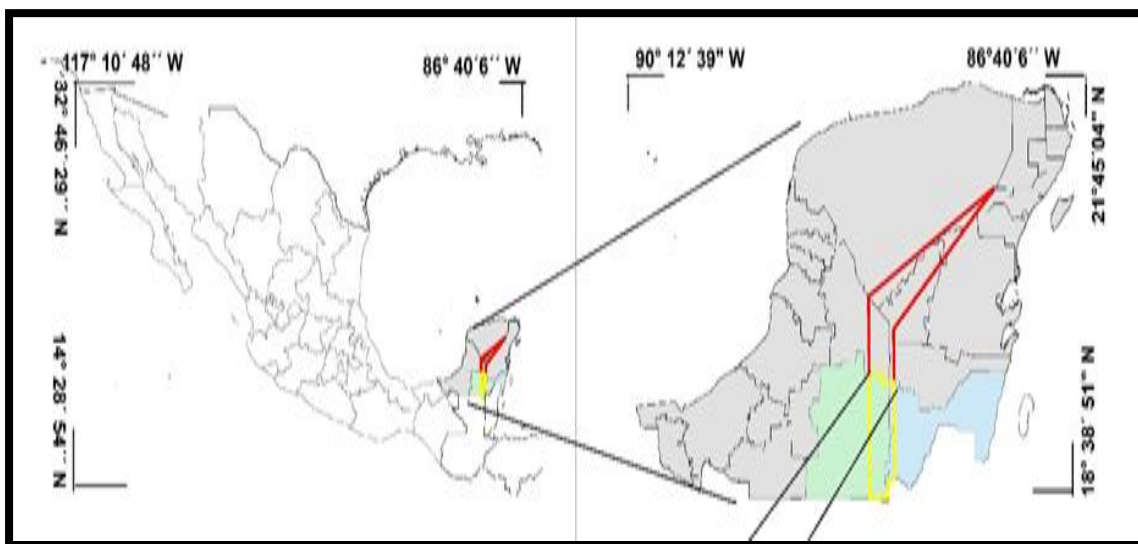 117° 10´ 48´´ W
86° 40´6´´ W
32° 46´29´´ N
14° 28´ 54´´ N
90° 12´ 39" W
86°40´6´´ W
21°45´04" N
18° 38´ 51" N